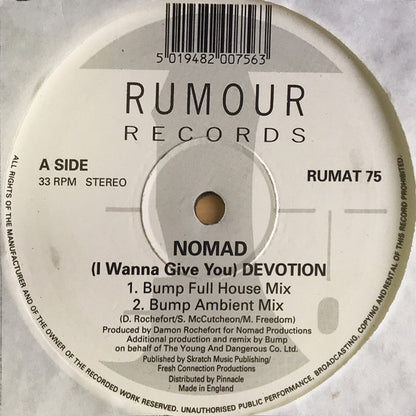 5 019482 007563
RUMOUR
RECORDS
A SIDE
33 RPM STEREO
RUMAT 75
NOMAD
(I Wanna Give You) DEVOTION
1. Bump Full House Mix
2. Bump Ambient Mix
(D. Rochefort/S. McCutcheon/M. Freedom)
Produced by Damon Rochefort for Nomad Productions
Additional production and remix by Bump
on behalf of The Young And Dangerous Co. Ltd.
Published by Skratch Music Publishing/
Fresh Connection Productions
Distributed by Pinnacle
Made in England
ALL RIGHTS OF THE MANUFACTURER AND OF THE OWNER OF THE RECORDED WORK RESERVED. UNAUTHORISED PUBLIC PERFORMANCE, BROADCASTING, COPYING AND RENTAL OF THIS RECORD PROHIBITED.